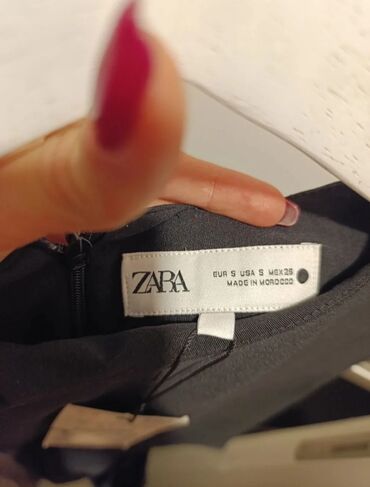 ZARA
EUR S USA S MEX 26
MADE IN MOROCCO